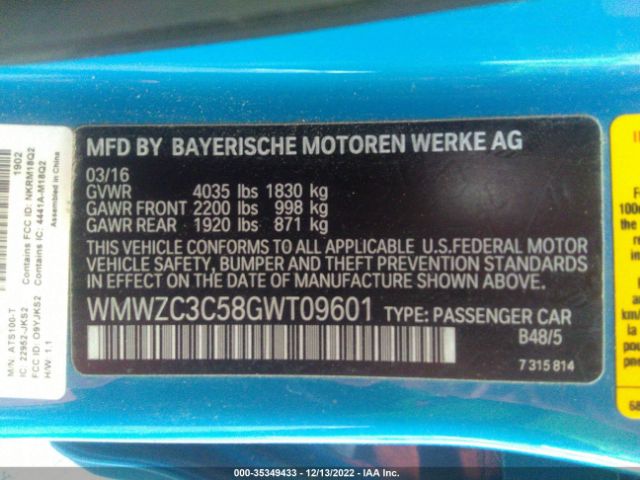 MFD BY BAYERISCHE MOTOREN WERKE AG
03/16
GVWR 4035 lbs 1830 kg
GAWR FRONT 2200 lbs 998 kg
GAWR REAR 1920 lbs 871 kg
THIS VEHICLE CONFORMS TO ALL APPLICABLE U.S.FEDERAL MOTOR
VEHICLE SAFETY, BUMPER AND THEFT PREVENTION STANDARDS
IN EFFECT ON THE DATE OF MANUFACTURE SHOWN ABOVE.
WMWZC3C58GWT09601 TYPE: PASSENGER CAR
B48/5
7 315 814
1902
Contains FCC ID: NKRM18Q2
Contains IC: 4441A-M18Q2
Assembled in China
M/N: ATS100-T
IC: 22952-JKS2
FCC ID: O9YJKS2
H/W: 1.1
100
km/
pne
68
000-35349433 - 12/13/2022 - IAA Inc.